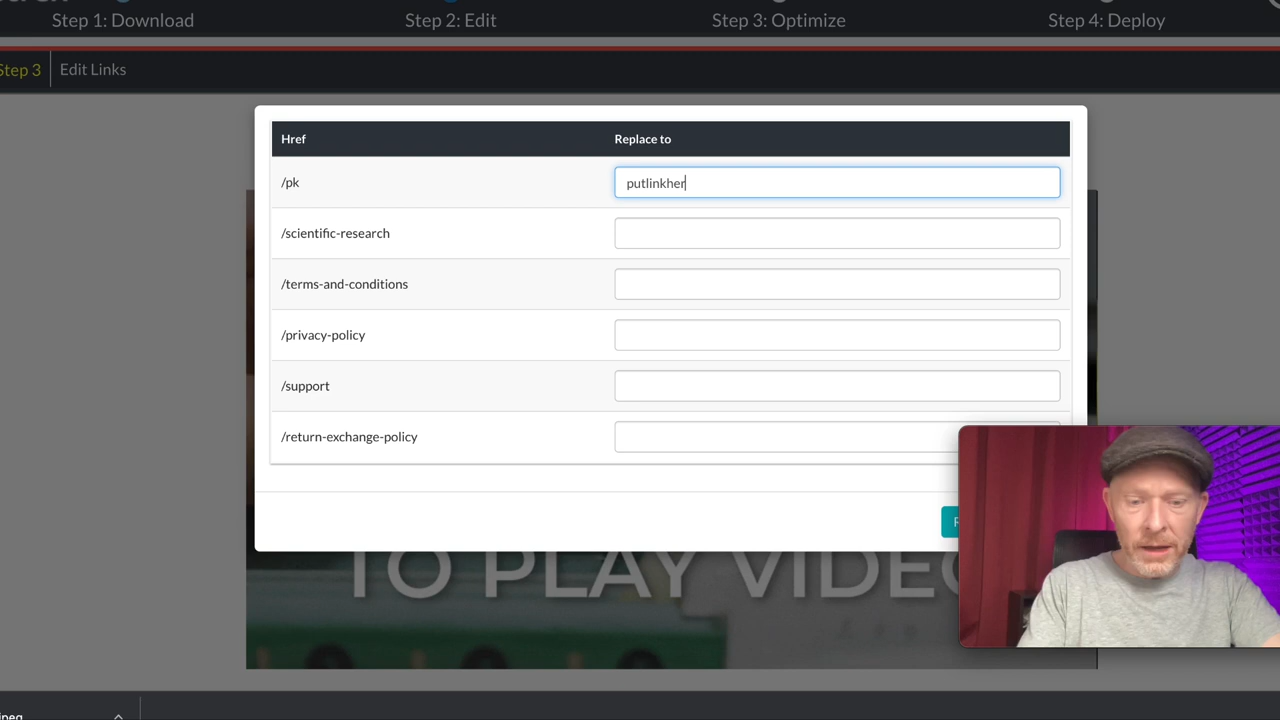 Step 1: Download
Step 2: Edit
Step 3: Optimize
Step 4: Deploy
Step 3
Edit Links
Href
Replace to
/pk
putlinkher
/scientific-research
/terms-and-conditions
/privacy-policy
/support
/return-exchange-policy
TO PLAY VIDEO